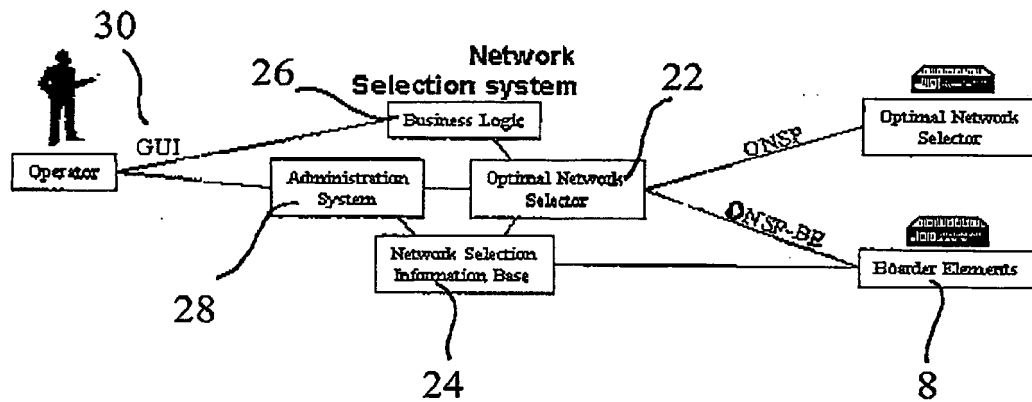 30
Network
Selection system
26
22
Business Logic
GUI
ONSP
Optimal Network
Selector
Operator
Administration
System
Optimal Network
Selector
ONSP-BE
Network Selection
Information Base
Boarder Elements
28
24
8